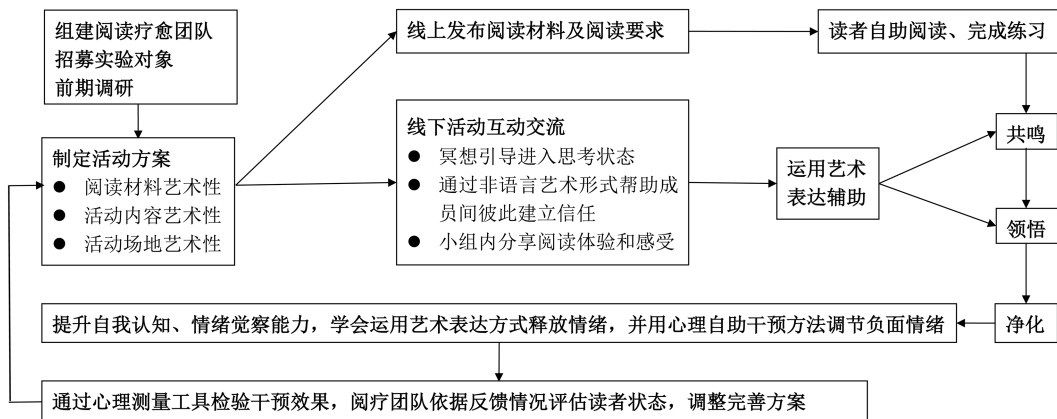 组建阅读疗愈团队
招募实验对象
前期调研
线上发布阅读材料及阅读要求
读者自助阅读、完成练习
制定活动方案
● 阅读材料艺术性
● 活动内容艺术性
● 活动场地艺术性
线下活动互动交流
● 冥想引导进入思考状态
● 通过非语言艺术形式帮助成
员间彼此建立信任
● 小组内分享阅读体验和感受
运用艺术
表达辅助
共鸣
领悟
净化
提升自我认知、情绪觉察能力，学会运用艺术表达方式释放情绪，并用心理自助干预方法调节负面情绪
通过心理测量工具检验干预效果，阅疗团队依据反馈情况评估读者状态，调整完善方案